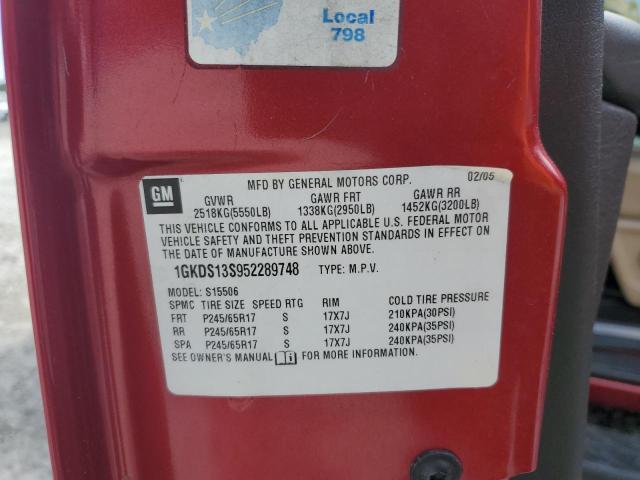 Local
798
MFD BY GENERAL MOTORS CORP. 02/05
GM
GVWR GAWR FRT GAWR RR
2518KG(5550LB) 1338KG(2950LB) 1452KG(3200LB)
THIS VEHICLE CONFORMS TO ALL APPLICABLE U.S. FEDERAL MOTOR
VEHICLE SAFETY AND THEFT PREVENTION STANDARDS IN EFFECT ON
THE DATE OF MANUFACTURE SHOWN ABOVE.
1GKDS13S952289748 TYPE: M.P.V.
MODEL: S15506
SPMC TIRE SIZE SPEED RTG RIM COLD TIRE PRESSURE
FRT P245/65R17 S 17X7J 210KPA(30PSI)
RR P245/65R17 S 17X7J 240KPA(35PSI)
SPA P245/65R17 S 17X7J 240KPA(35PSI)
SEE OWNER'S MANUAL FOR MORE INFORMATION.